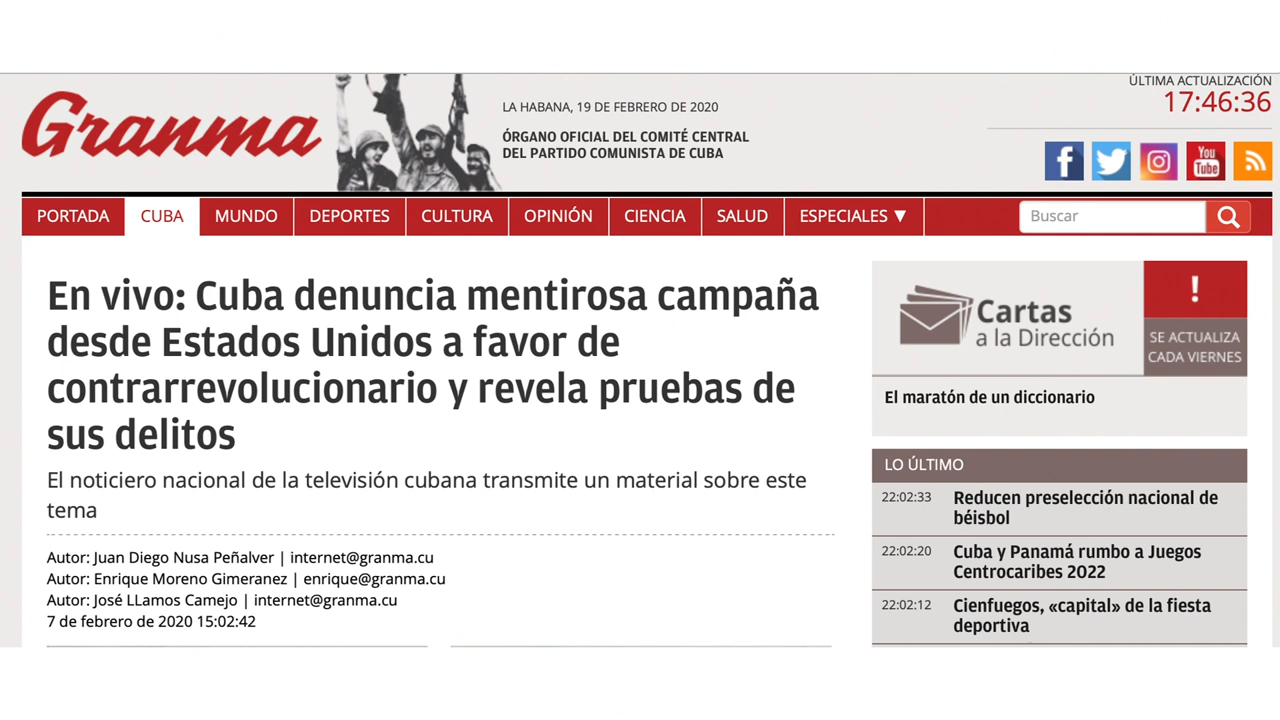 Granma
LA HABANA, 19 DE FEBRERO DE 2020
ÓRGANO OFICIAL DEL COMITÉ CENTRAL
DEL PARTIDO COMUNISTA DE CUBA
ÚLTIMA ACTUALIZACIÓN
17:46:36
f
You
Tube
PORTADA CUBA MUNDO DEPORTES CULTURA OPINIÓN CIENCIA SALUD ESPECIALES ▼
Buscar
En vivo: Cuba denuncia mentirosa campaña
desde Estados Unidos a favor de
contrarrevolucionario y revela pruebas de
sus delitos
El noticiero nacional de la televisión cubana transmite un material sobre este
tema
Autor: Juan Diego Nusa Peñalver | internet@granma.cu
Autor: Enrique Moreno Gimeranez | enrique@granma.cu
Autor: José LLamos Camejo | internet@granma.cu
7 de febrero de 2020 15:02:42
Cartas
a la Dirección
!
SE ACTUALIZA
CADA VIERNES
El maratón de un diccionario
LO ÚLTIMO
22:02:33 Reducen preselección nacional de
béisbol
22:02:20 Cuba y Panamá rumbo a Juegos
Centrocaribes 2022
22:02:12 Cienfuegos, «capital» de la fiesta
deportiva